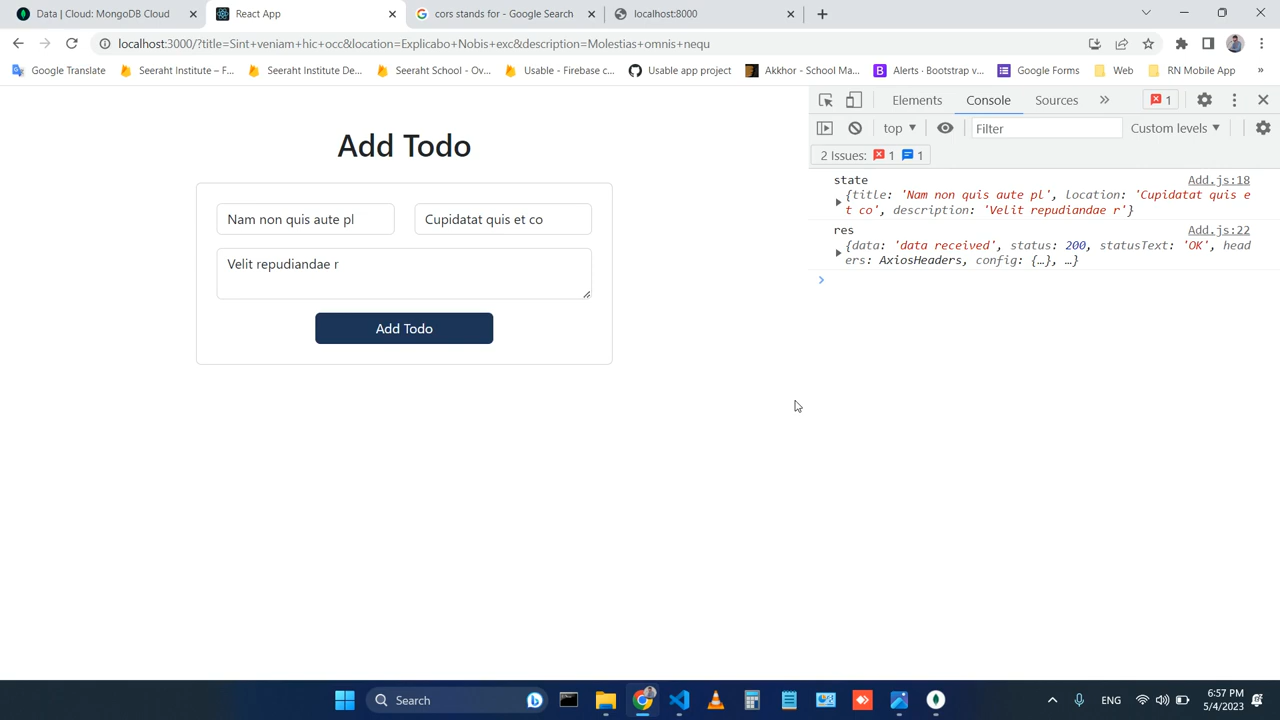 Data | Cloud: MongoDB Cloud
React App
cors stands for - Google Search
localhost:8000
localhost:3000/?title=Sint+veniam+hic+occ&location=Explicabo+Nobis+exc&description=Molestias+omnis+nequ
Google Translate
Seeraht Institute – F...
Seeraht Institute De...
Seeraht School - Ov...
Usable - Firebase c...
Usable app project
Akkhor - School Ma...
Alerts · Bootstrap v...
Google Forms
Web
RN Mobile App
»
Elements
Console
Sources
»
1
top
Filter
Custom levels
2 Issues: 1 1
state
Add.js:18
{title: 'Nam non quis aute pl', location: 'Cupidatat quis e
t co', description: 'Velit repudiandae r'}
res
Add.js:22
{data: 'data received', status: 200, statusText: 'OK', head
ers: AxiosHeaders, config: {…}, …}
Add Todo
Nam non quis aute pl
Cupidatat quis et co
Velit repudiandae r
Add Todo
Search
ENG
6:57 PM
5/4/2023